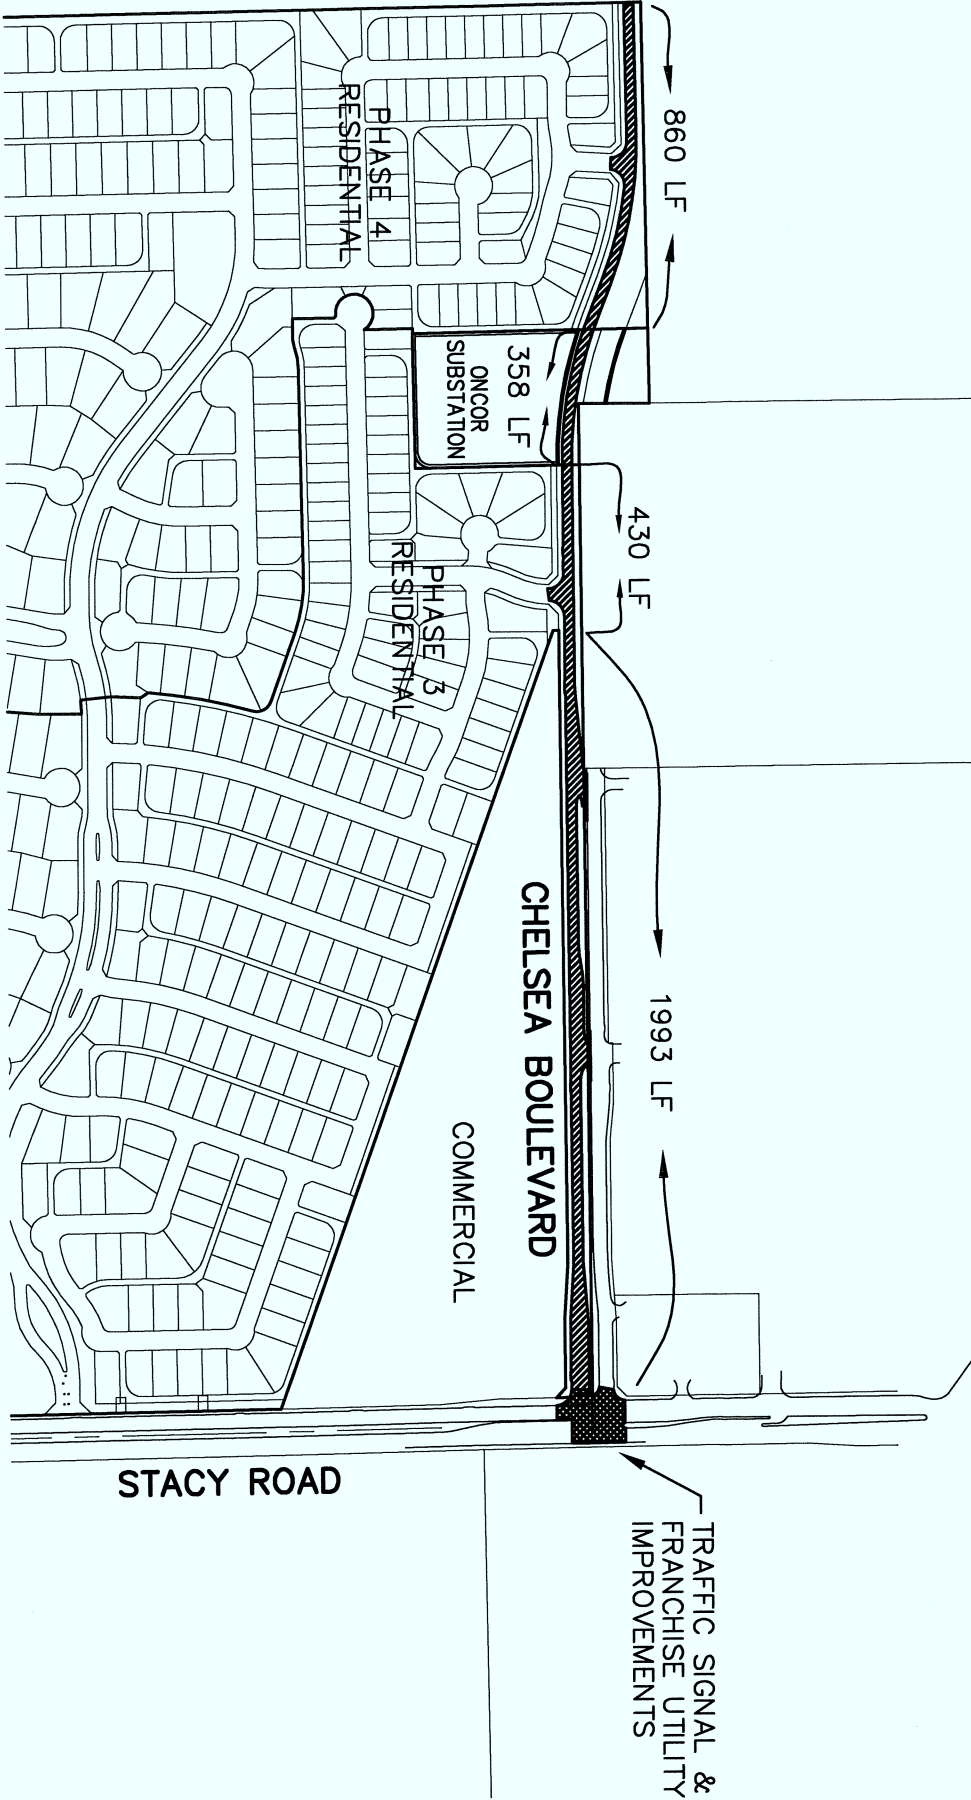 860 LF
PHASE 4
RESIDENTIAL
358 LF
ONCOR
SUBSTATION
430 LF
PHASE 3
RESIDENTIAL
CHELSEA BOULEVARD
1993 LF
COMMERCIAL
STACY ROAD
TRAFFIC SIGNAL &
FRANCHISE UTILITY
IMPROVEMENTS